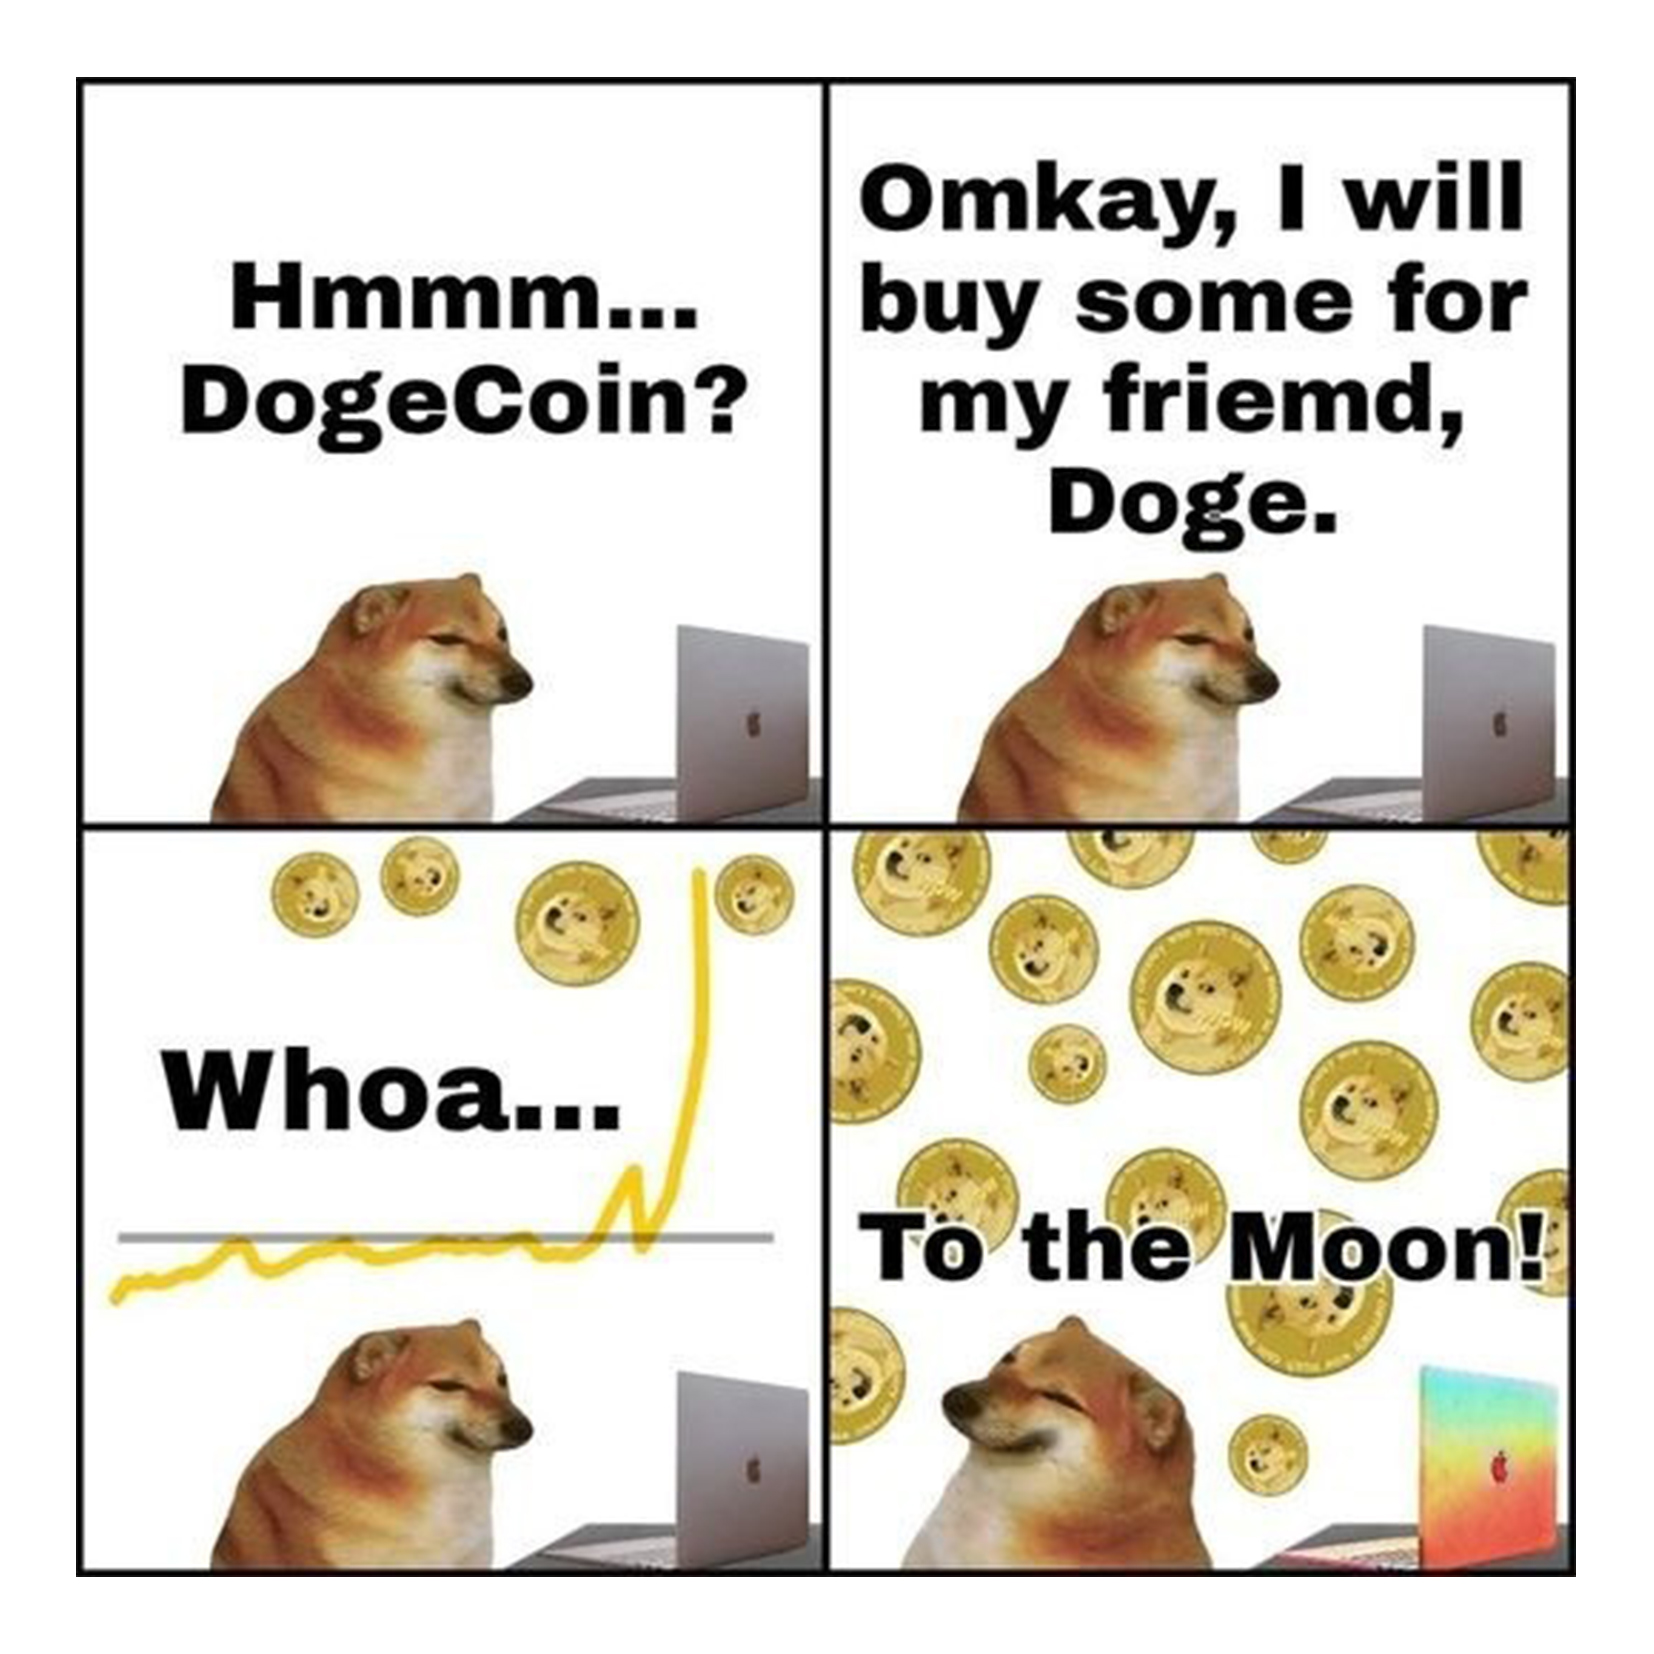 Hmmm...
DogeCoin?
Omkay, I will
buy some for
my friemd,
Doge.
Whoa...
To the Moon!